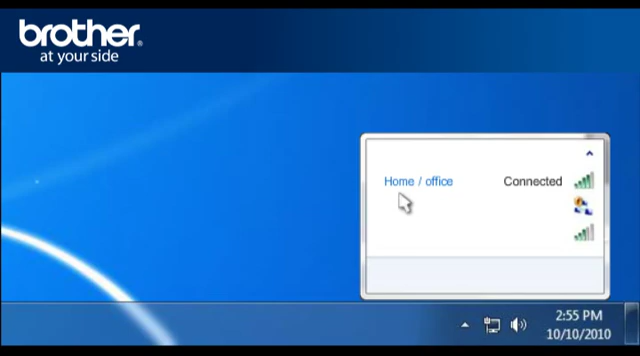 brother®
at your side
Home / office Connected
2:55 PM
10/10/2010